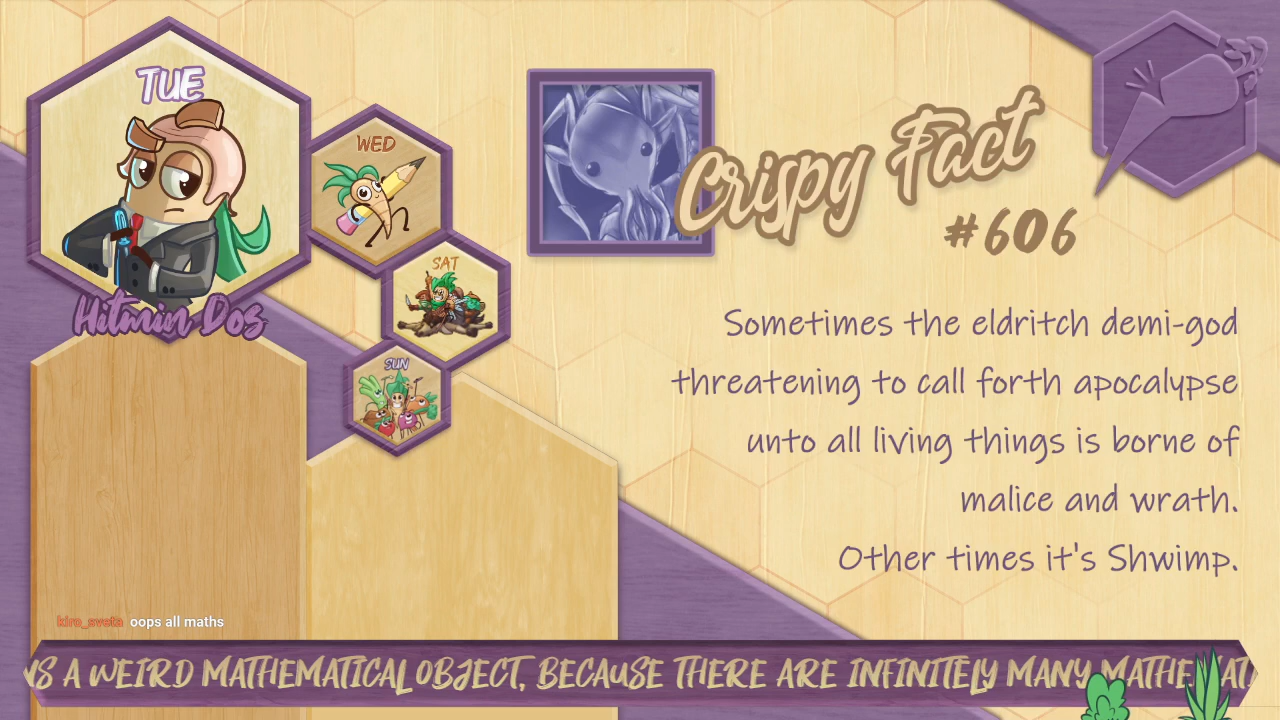 TUE
Hitmin Dos
WED
SAT
SUN
Crispy Fact
#606
Sometimes the eldritch demi-god
threatening to call forth apocalypse
unto all living things is borne of
malice and wrath.
Other times it's Shwimp.
kiro_sveta oops all maths
A WEIRD MATHEMATICAL OBJECT, BECAUSE THERE ARE INFINITELY MANY